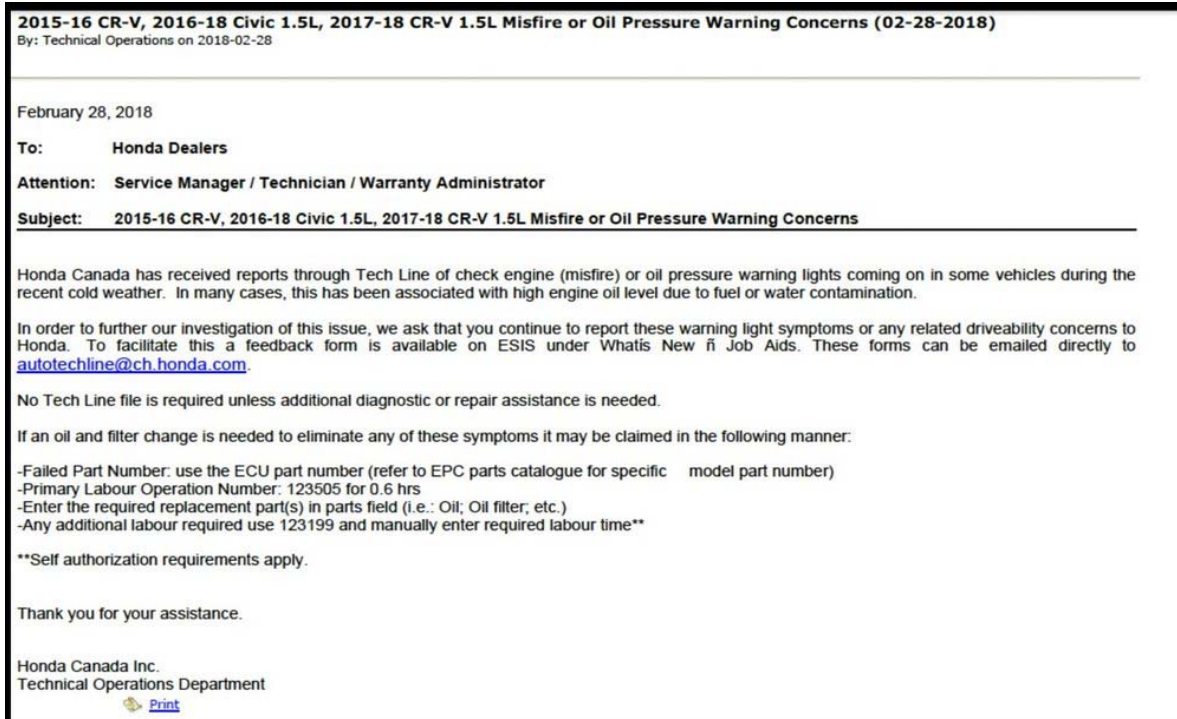 2015-16 CR-V, 2016-18 Civic 1.5L, 2017-18 CR-V 1.5L Misfire or Oil Pressure Warning Concerns (02-28-2018)
By: Technical Operations on 2018-02-28
February 28, 2018
To: Honda Dealers
Attention: Service Manager / Technician / Warranty Administrator
Subject: 2015-16 CR-V, 2016-18 Civic 1.5L, 2017-18 CR-V 1.5L Misfire or Oil Pressure Warning Concerns
Honda Canada has received reports through Tech Line of check engine (misfire) or oil pressure warning lights coming on in some vehicles during the
recent cold weather. In many cases, this has been associated with high engine oil level due to fuel or water contamination.
In order to further our investigation of this issue, we ask that you continue to report these warning light symptoms or any related driveability concerns to
Honda. To facilitate this a feedback form is available on ESIS under Whatís New ñ Job Aids. These forms can be emailed directly to
autotechline@ch.honda.com.
No Tech Line file is required unless additional diagnostic or repair assistance is needed.
If an oil and filter change is needed to eliminate any of these symptoms it may be claimed in the following manner:
-Failed Part Number: use the ECU part number (refer to EPC parts catalogue for specific model part number)
-Primary Labour Operation Number: 123505 for 0.6 hrs
-Enter the required replacement part(s) in parts field (i.e.: Oil; Oil filter; etc.)
-Any additional labour required use 123199 and manually enter required labour time**
**Self authorization requirements apply.
Thank you for your assistance.
Honda Canada Inc.
Technical Operations Department
Print